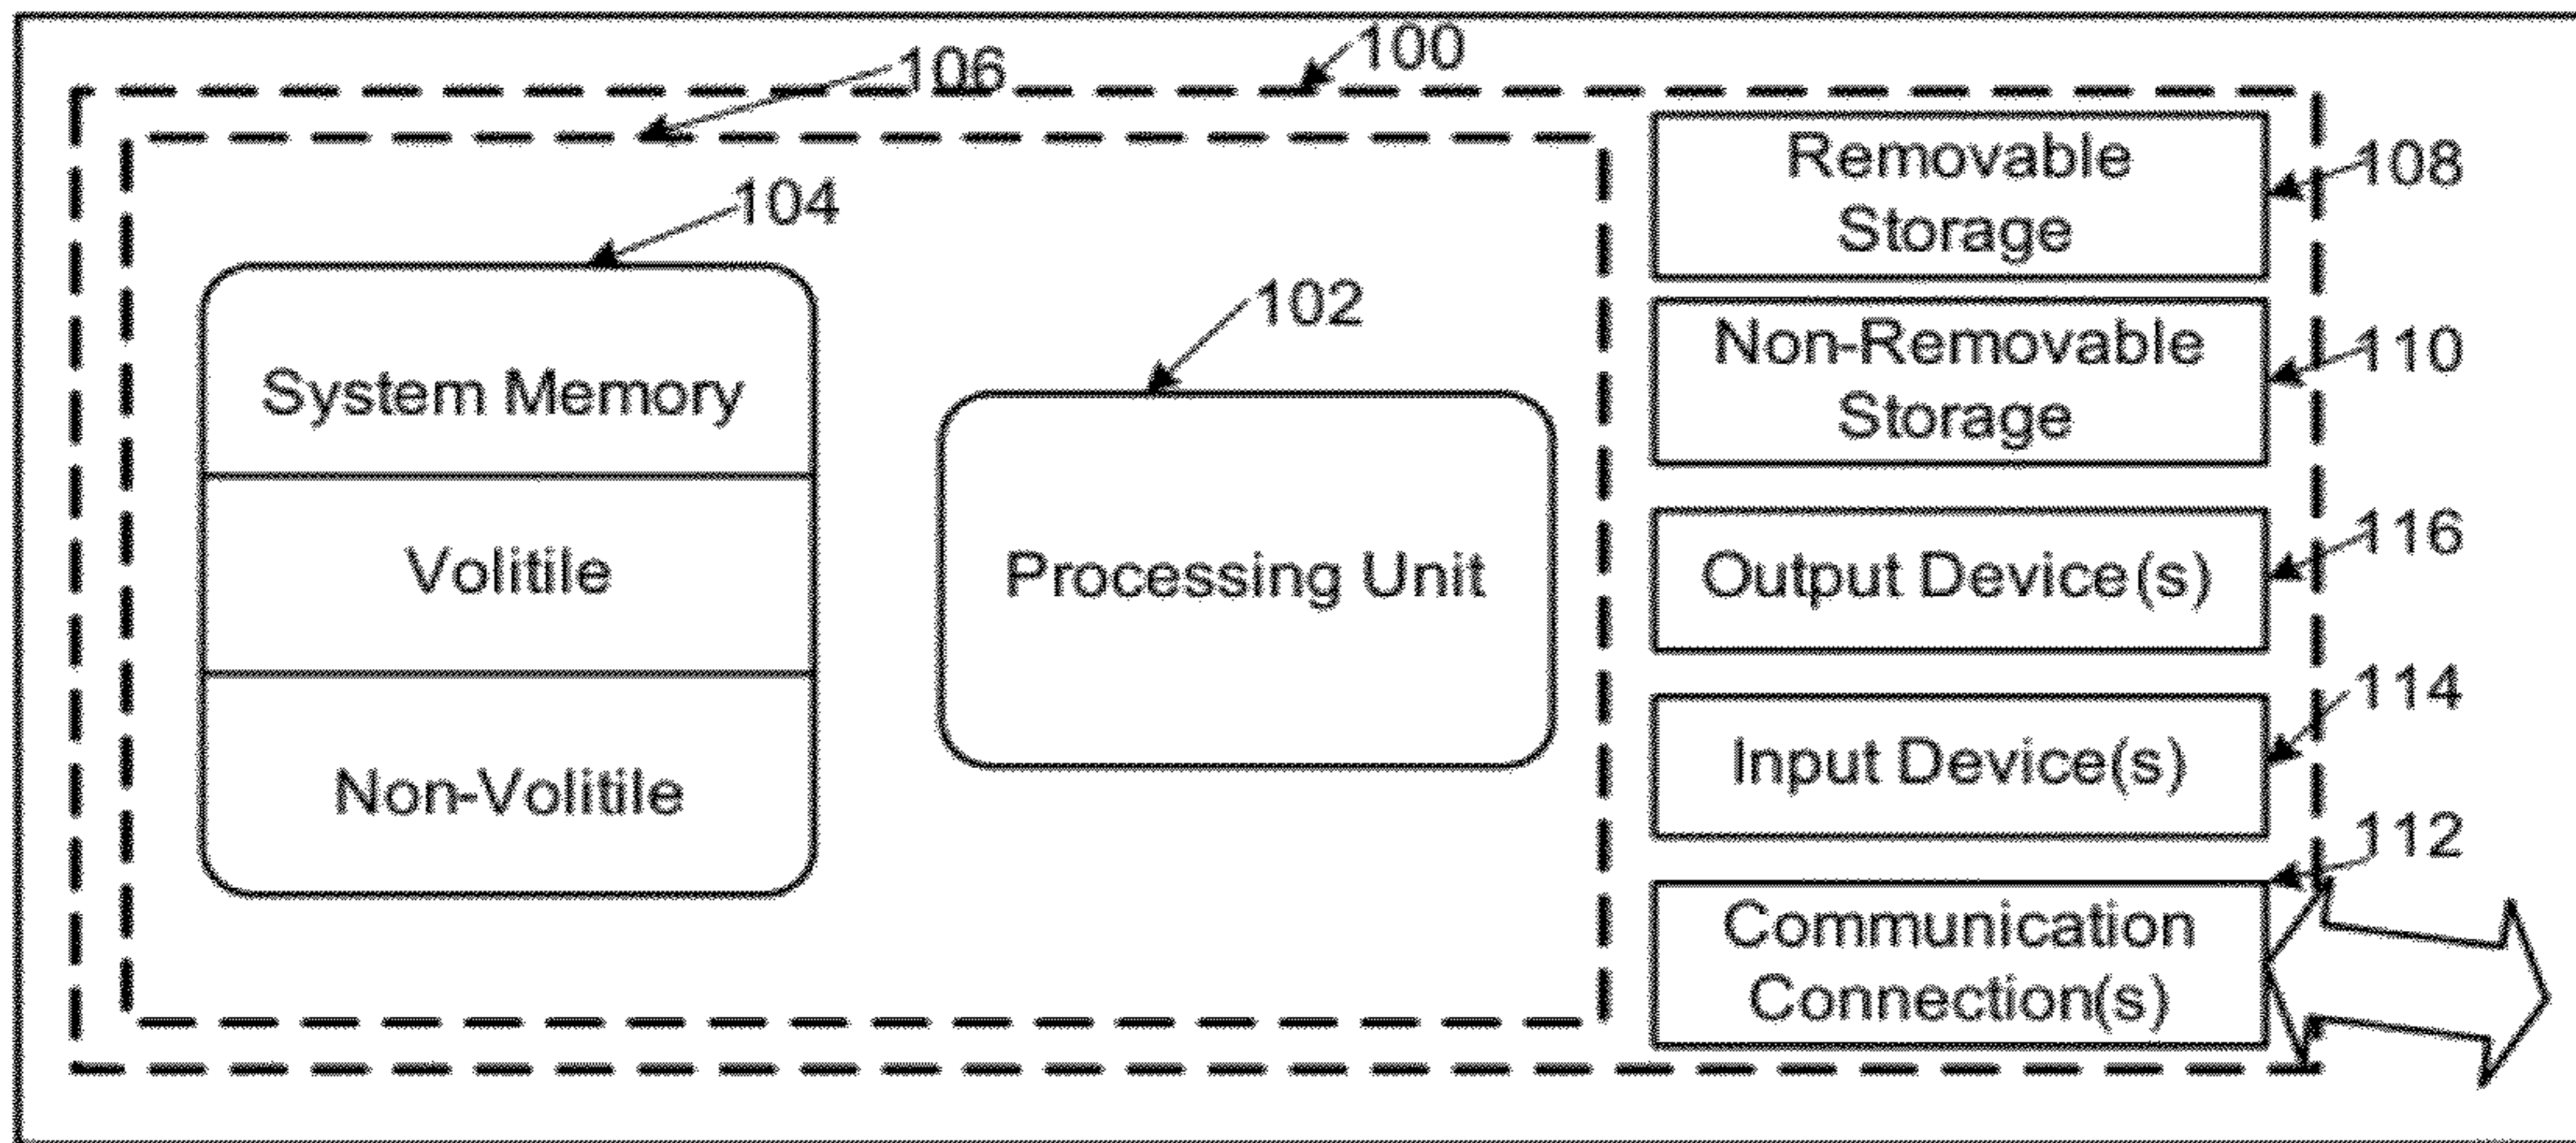 100
106
Removable
Storage
108
104
102
Non-Removable
Storage
110
System Memory
Volitile
Non-Volitile
Processing Unit
Output Device(s)
116
Input Device(s)
114
112
Communication
Connection(s)